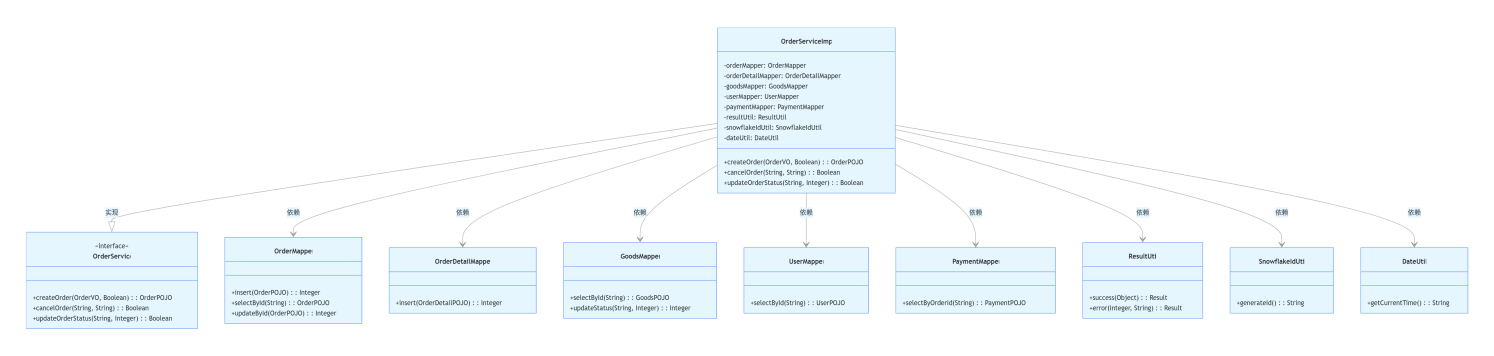 OrderServiceImp
-orderMapper: OrderMapper
-orderDetailMapper: OrderDetailMapper
-goodsMapper: GoodsMapper
-userMapper: UserMapper
-paymentMapper: PaymentMapper
-resultUtil: ResultUtil
-snowflakeIdUtil: SnowflakeIdUtil
-dateUtil: DateUtil
+createOrder(OrderVO, Boolean) : : OrderPOJO
+cancelOrder(String, String) : : Boolean
+updateOrderStatus(String, Integer) : : Boolean
实现
依赖
依赖
依赖
依赖
依赖
依赖
依赖
依赖
~Interface~
OrderServic
+createOrder(OrderVO, Boolean) : : OrderPOJO
+cancelOrder(String, String) : : Boolean
+updateOrderStatus(String, Integer) : : Boolean
OrderMappe
+insert(OrderPOJO) : : Integer
+selectById(String) : : OrderPOJO
+updateById(OrderPOJO) : : Integer
OrderDetailMappe
+insert(OrderDetailPOJO) : : Integer
GoodsMappe
+selectById(String) : : GoodsPOJO
+updateStatus(String, Integer) : : Integer
UserMappe
+selectById(String) : : UserPOJO
PaymentMappe
+selectByOrderId(String) : : PaymentPOJO
ResultUti
+success(Object) : : Result
+error(Integer, String) : : Result
SnowflakeIdUti
+generateId() : : String
DateUti
+getCurrentTime() : : String